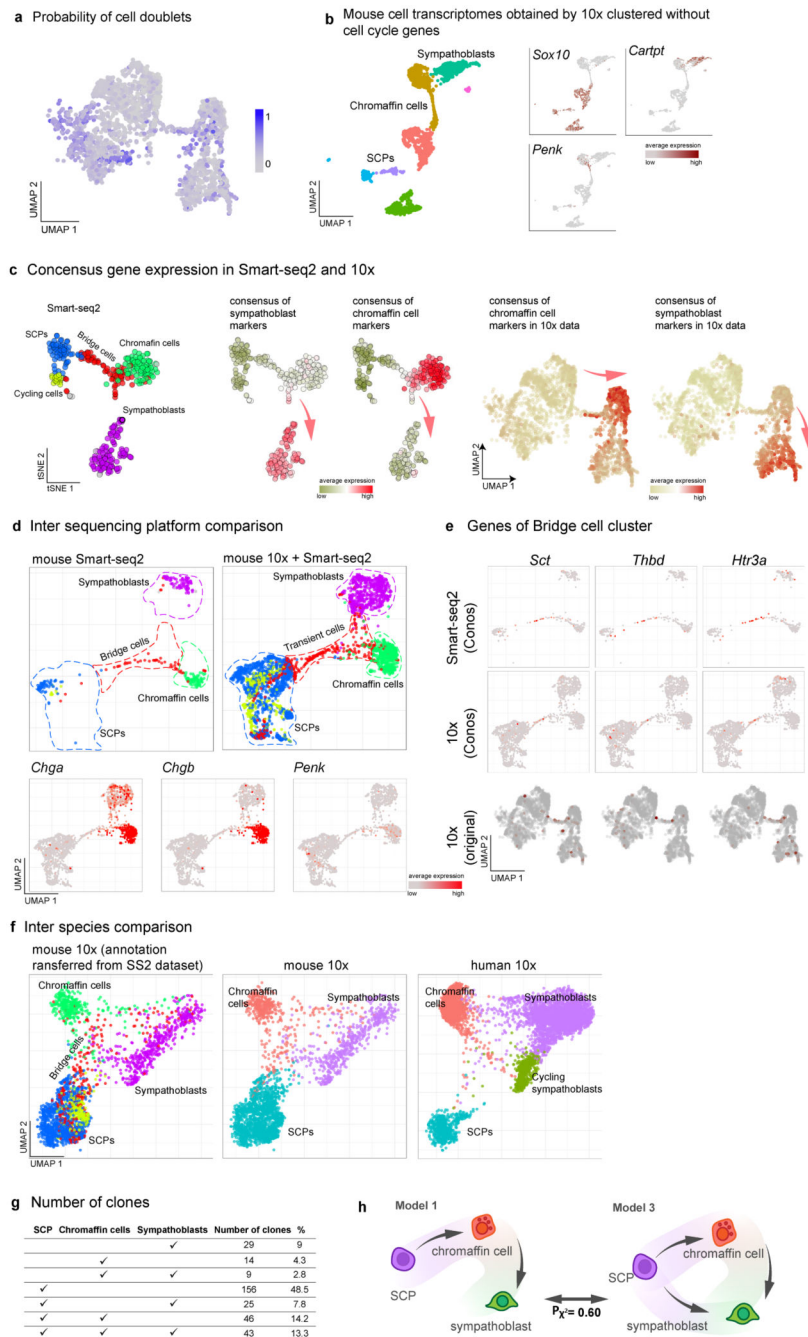 a Probability of cell doublets
1
0
UMAP 2
UMAP 1
b Mouse cell transcriptomes obtained by 10x clustered without
cell cycle genes
Sympathoblasts
Chromaffin cells
SCPs
UMAP 2
UMAP 1
Sox10
Cartpt
Penk
average expression
low high
c Concensus gene expression in Smart-seq2 and 10x
Smart-seq2
SCPs
Bridge cells
Chromafin cells
Cycling cells
Sympathoblasts
tSNE 2
tSNE 1
consensus of
sympathoblast
markers
consensus of
chromaffin cell
markers
average expression
low high
consensus of
chromaffin cell
markers in 10x data
consensus of
sympathoblast
markers in 10x data
UMAP 2
UMAP 1
average expression
low high
d Inter sequencing platform comparison
mouse Smart-seq2
Sympathoblasts
Bridge cells
Chromaffin cells
SCPs
mouse 10x + Smart-seq2
Sympathoblasts
Transient cells
Chromaffin cells
SCPs
Chga
Chgb
Penk
UMAP 2
UMAP 1
average expression
low high
e Genes of Bridge cell cluster
Sct Thbd Htr3a
Smart-seq2
(Conos)
10x
(Conos)
10x
(original)
UMAP 2
UMAP 1
f Inter species comparison
mouse 10x (annotation
ransferred from SS2 dataset)
Chromaffin cells
Bridge cells
Sympathoblasts
SCPs
UMAP 2
UMAP 1
mouse 10x
Chromaffin
cells
Sympathoblasts
SCPs
human 10x
Chromaffin
cells
Sympathoblasts
Cycling
sympathoblasts
SCPs
g Number of clones
SCP Chromaffin cells Sympathoblasts Number of clones %
✓ 29 9
✓ 14 4.3
✓ ✓ 9 2.8
✓ 156 48.5
✓ ✓ 25 7.8
✓ ✓ 46 14.2
✓ ✓ ✓ 43 13.3
h
Model 1
chromaffin cell
SCP
sympathoblast
Pχ²= 0.60
Model 3
chromaffin cell
SCP